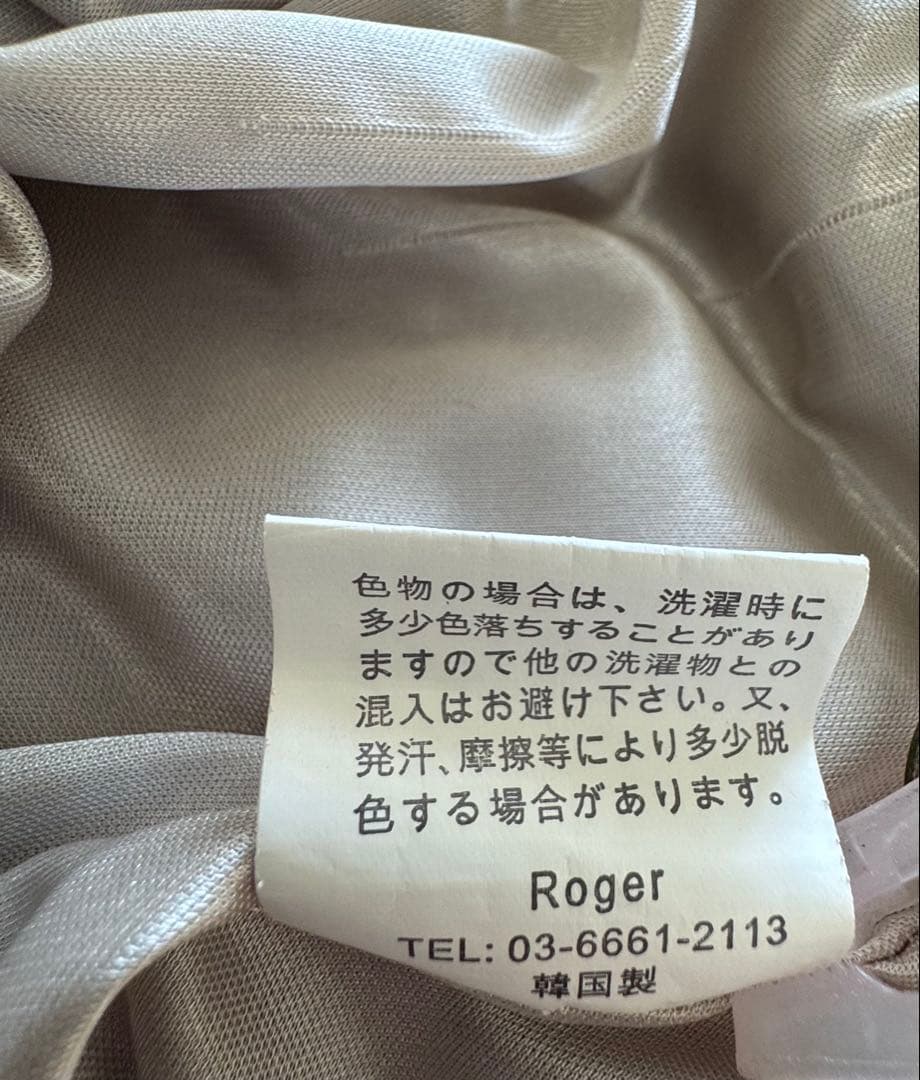 色物の場合は、洗濯時に
多少色落ちすることがあり
ますので他の洗濯物との
混入はお避け下さい。又、
発汗、摩擦等により多少脱
色する場合があります。
Roger
TEL: 03-6661-2113
韓国製